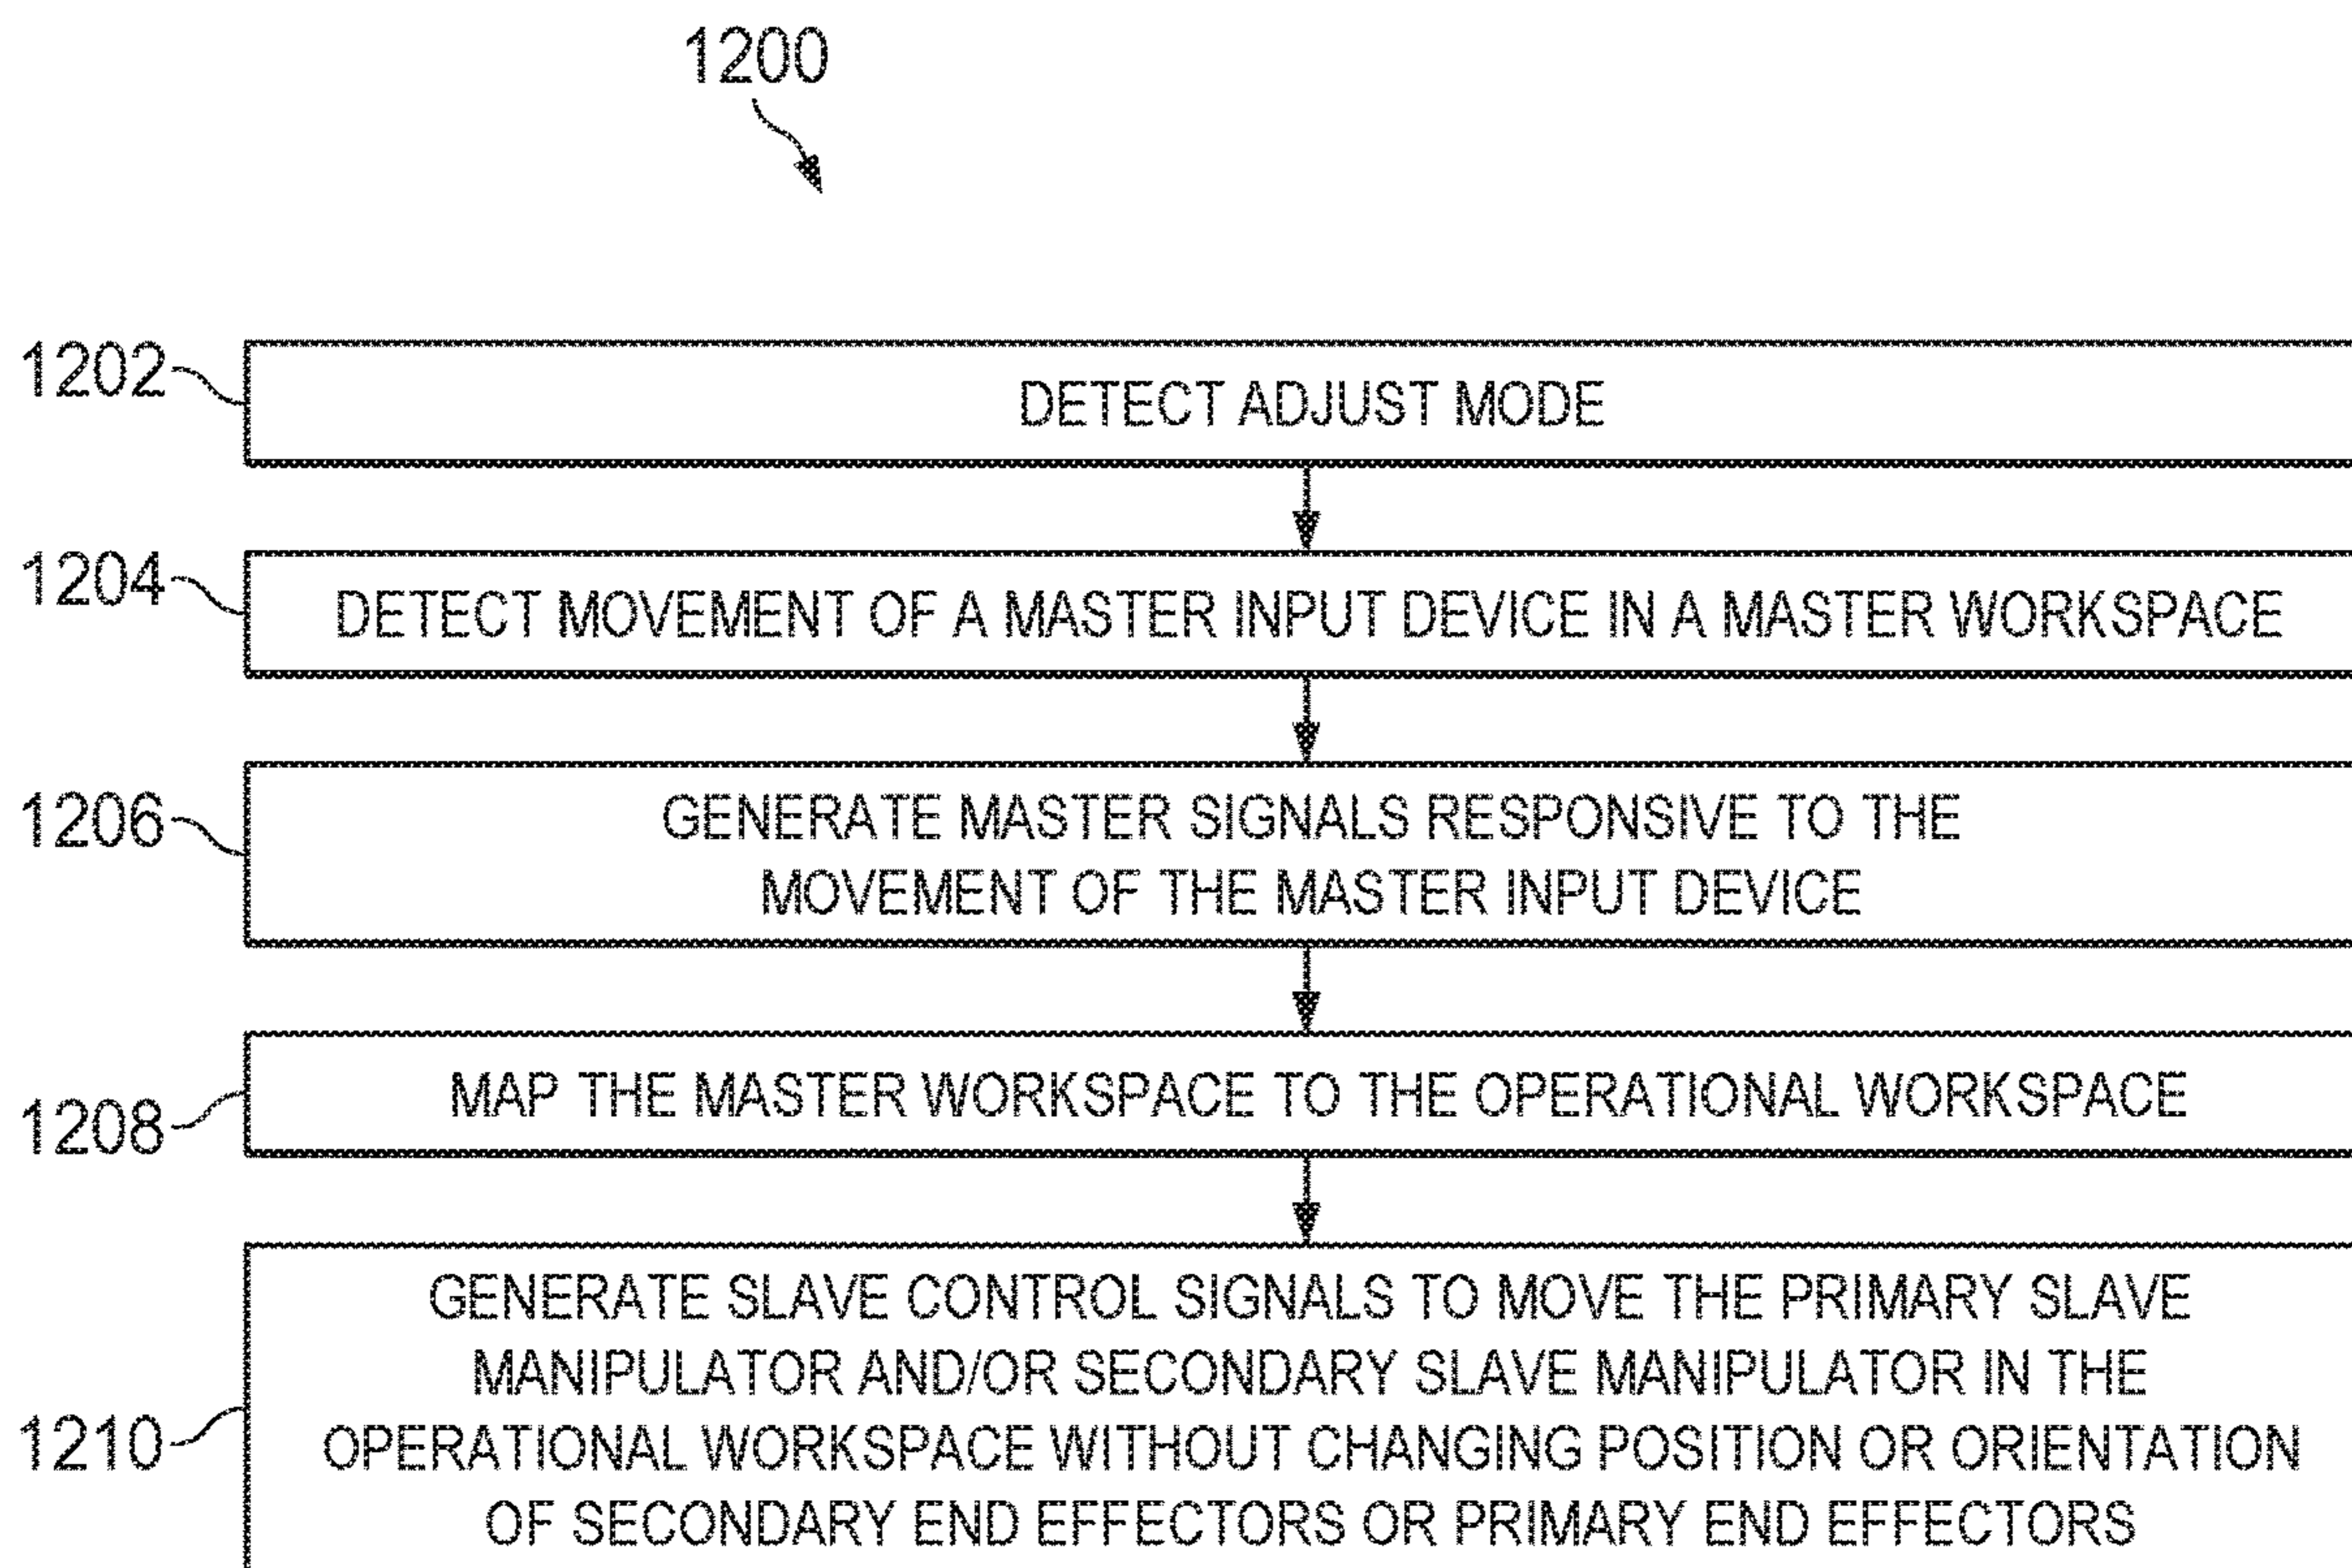 1200
1202
DETECT ADJUST MODE
1204
DETECT MOVEMENT OF A MASTER INPUT DEVICE IN A MASTER WORKSPACE
1206
GENERATE MASTER SIGNALS RESPONSIVE TO THE
MOVEMENT OF THE MASTER INPUT DEVICE
1208
MAP THE MASTER WORKSPACE TO THE OPERATIONAL WORKSPACE
1210
GENERATE SLAVE CONTROL SIGNALS TO MOVE THE PRIMARY SLAVE
MANIPULATOR AND/OR SECONDARY SLAVE MANIPULATOR IN THE
OPERATIONAL WORKSPACE WITHOUT CHANGING POSITION OR ORIENTATION
OF SECONDARY END EFFECTORS OR PRIMARY END EFFECTORS